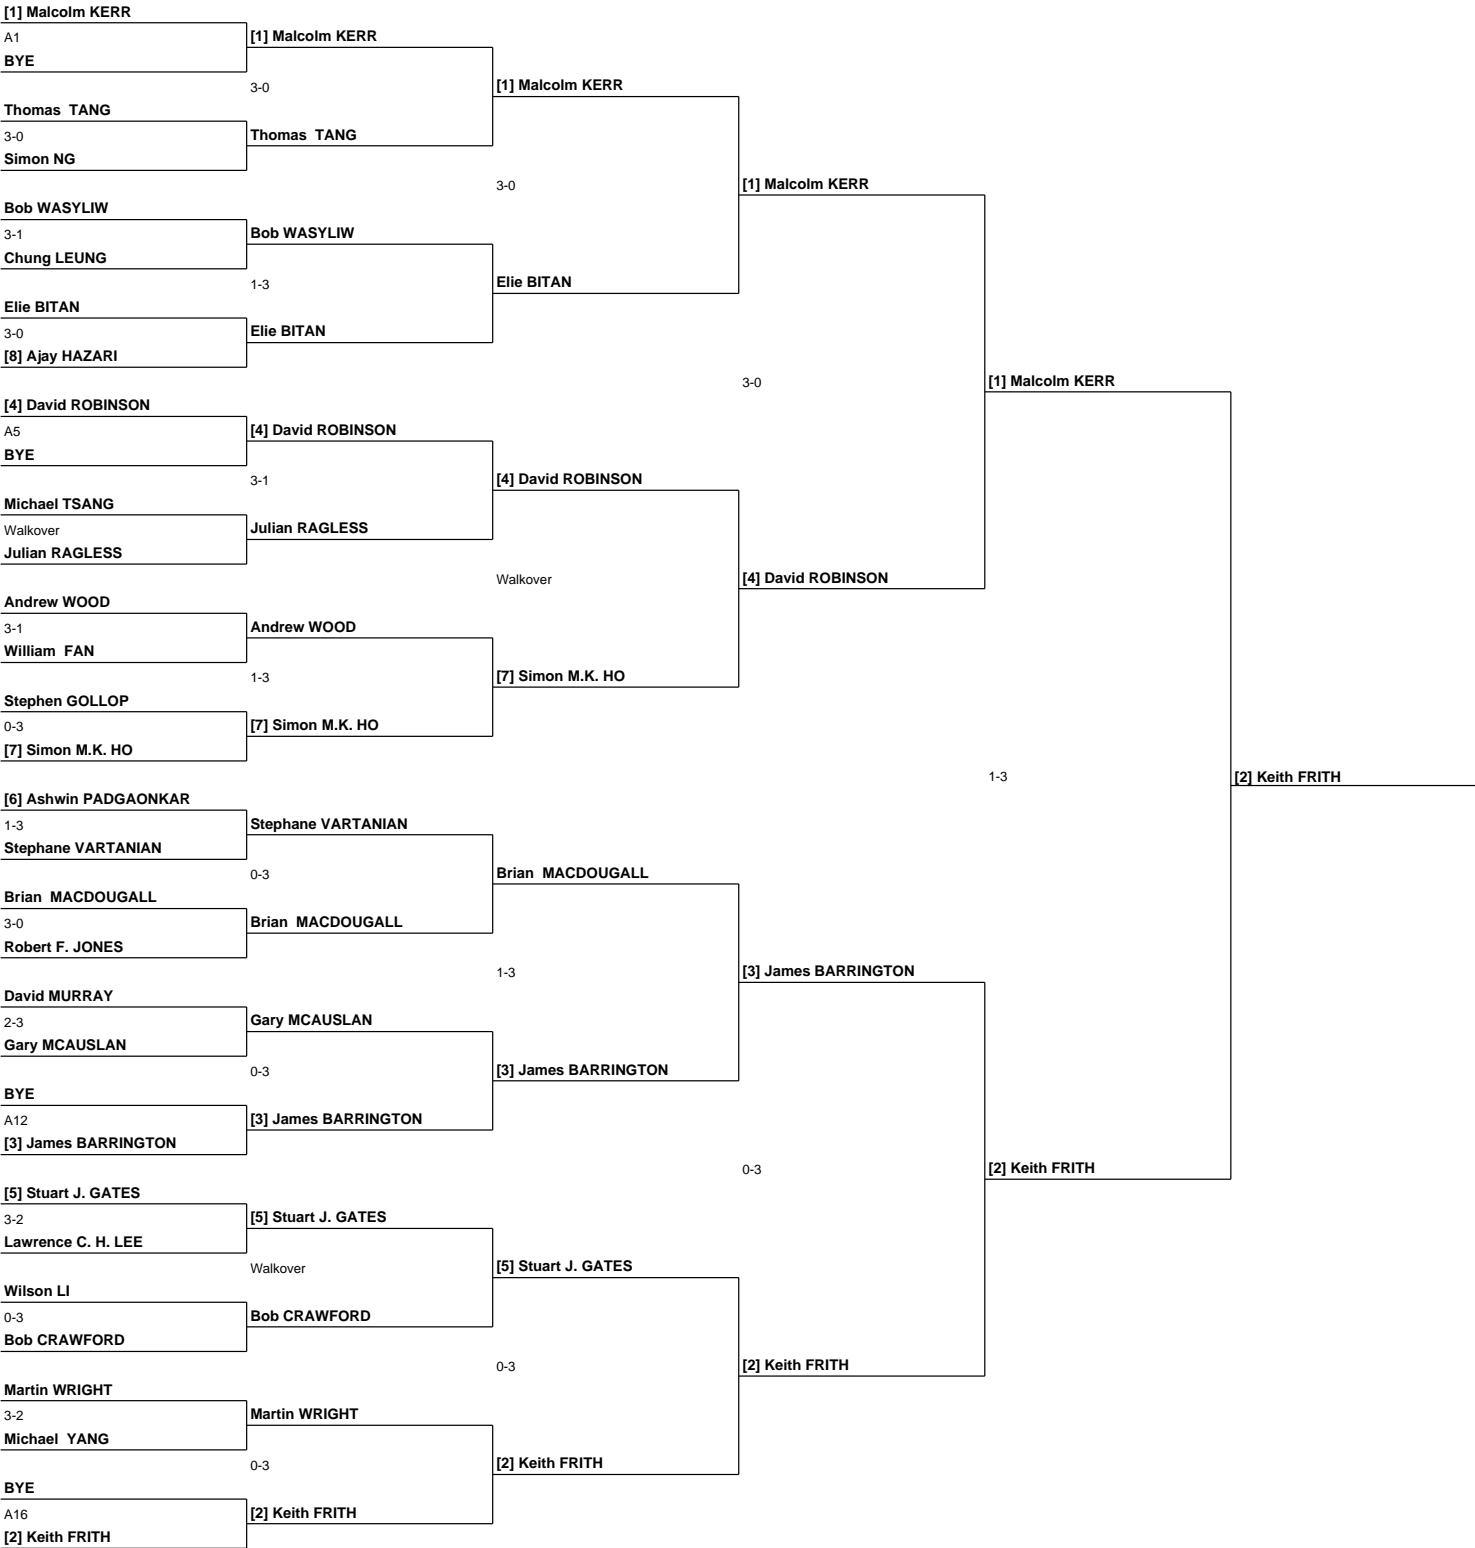 [1] Malcolm KERR
A1
BYE
Thomas TANG
3-0
Simon NG
Bob WASYLIW
3-1
Chung LEUNG
Elie BITAN
3-0
[8] Ajay HAZARI
[4] David ROBINSON
A5
BYE
Michael TSANG
Walkover
Julian RAGLESS
Andrew WOOD
3-1
William FAN
Stephen GOLLOP
0-3
[7] Simon M.K. HO
[6] Ashwin PADGAONKAR
1-3
Stephane VARTANIAN
Brian MACDOUGALL
3-0
Robert F. JONES
David MURRAY
2-3
Gary MCAUSLAN
BYE
A12
[3] James BARRINGTON
[5] Stuart J. GATES
3-2
Lawrence C. H. LEE
Wilson LI
0-3
Bob CRAWFORD
Martin WRIGHT
3-2
Michael YANG
BYE
A16
[2] Keith FRITH
[1] Malcolm KERR
3-0
Thomas TANG
Bob WASYLIW
1-3
Elie BITAN
[4] David ROBINSON
3-1
Julian RAGLESS
Andrew WOOD
1-3
[7] Simon M.K. HO
Stephane VARTANIAN
0-3
Brian MACDOUGALL
Gary MCAUSLAN
0-3
[3] James BARRINGTON
[5] Stuart J. GATES
Walkover
Bob CRAWFORD
Martin WRIGHT
0-3
[2] Keith FRITH
[1] Malcolm KERR
3-0
Elie BITAN
[4] David ROBINSON
Walkover
[7] Simon M.K. HO
Brian MACDOUGALL
1-3
[3] James BARRINGTON
[5] Stuart J. GATES
0-3
[2] Keith FRITH
[1] Malcolm KERR
3-0
[4] David ROBINSON
[3] James BARRINGTON
0-3
[2] Keith FRITH
[1] Malcolm KERR
1-3
[2] Keith FRITH
[2] Keith FRITH